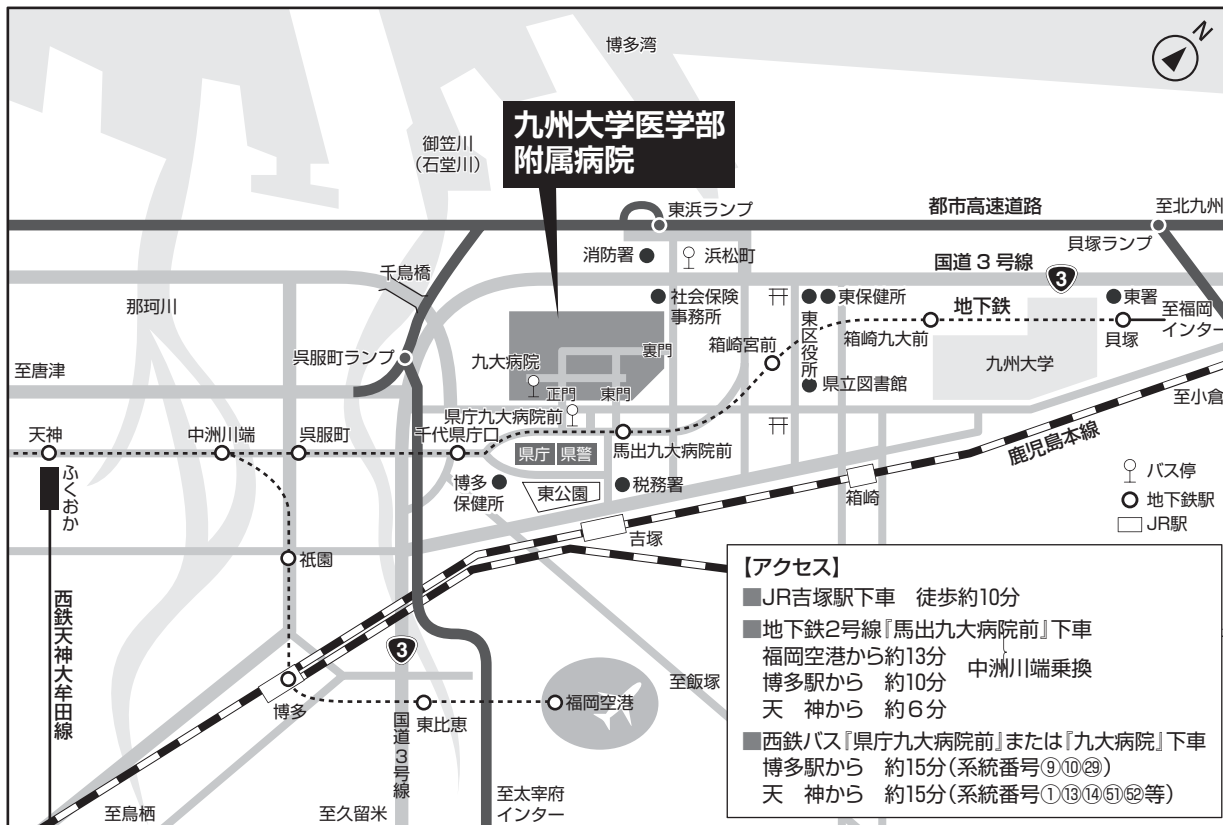 博多湾
N
九州大学医学部
附属病院
御笠川
（石堂川）
東浜ランプ
都市高速道路
至北九州
貝塚ランプ
消防署
浜松町
国道3号線
3
千鳥橋
那珂川
社会保険
事務所
東保健所
東区役所
地下鉄
東署
至福岡
インター
呉服町ランプ
九大病院
裏門
箱崎宮前
箱崎九大前
九州大学
貝塚
至唐津
正門
東門
県立図書館
至小倉
県庁九大病院前
天神
中洲川端
呉服町
千代県庁口
県庁
県警
馬出九大病院前
鹿児島本線
ふくおか
博多
保健所
東公園
税務署
箱崎
バス停
地下鉄駅
JR駅
吉塚
祇園
西鉄天神大牟田線
3
博多
国道3号線
東比恵
福岡空港
至飯塚
至鳥栖
至久留米
至太宰府
インター
【アクセス】
■JR吉塚駅下車　徒歩約10分
■地下鉄2号線『馬出九大病院前』下車
福岡空港から約13分
中洲川端乗換
博多駅から　約10分
天　神から　約6分
■西鉄バス『県庁九大病院前』または『九大病院』下車
博多駅から　約15分(系統番号⑨⑩㉙)
天　神から　約15分(系統番号①⑬⑭51 52等)